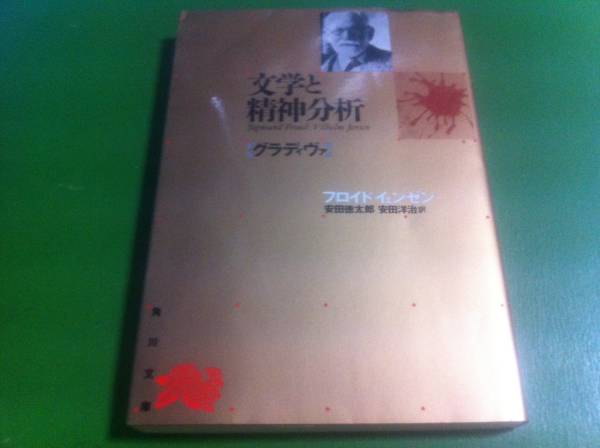 文学と
精神分析
Sigmund Freud, Wilhelm Jensen
【グラディヴァ】
フロイド イェンゼン
安田徳太郎 安田洋治訳
角川文庫